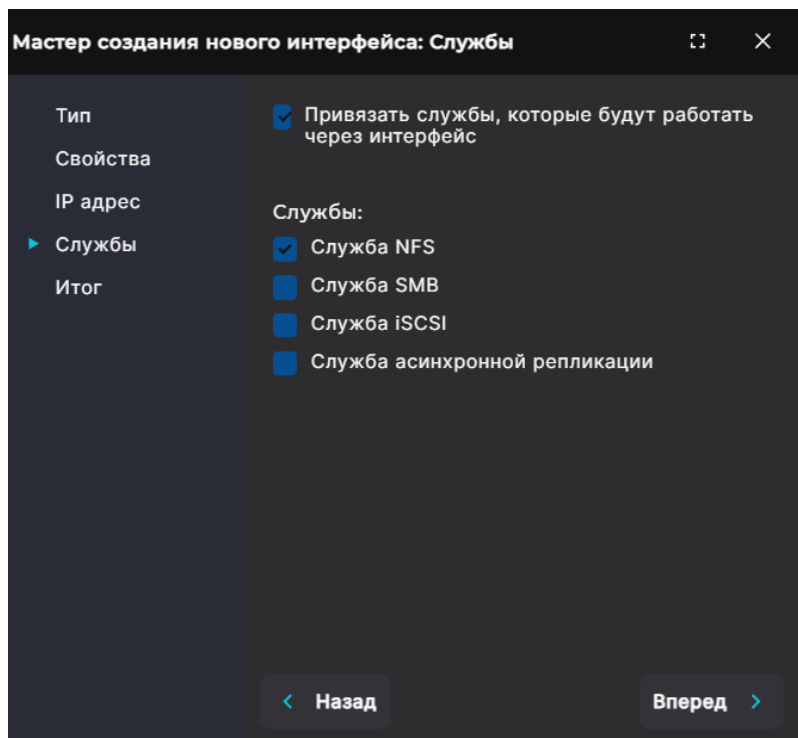 Мастер создания нового интерфейса: Службы
Тип
Свойства
IP адрес
Службы
Итог
Привязать службы, которые будут работать
через интерфейс
Службы:
Служба NFS
Служба SMB
Служба iSCSI
Служба асинхронной репликации
Назад
Вперед